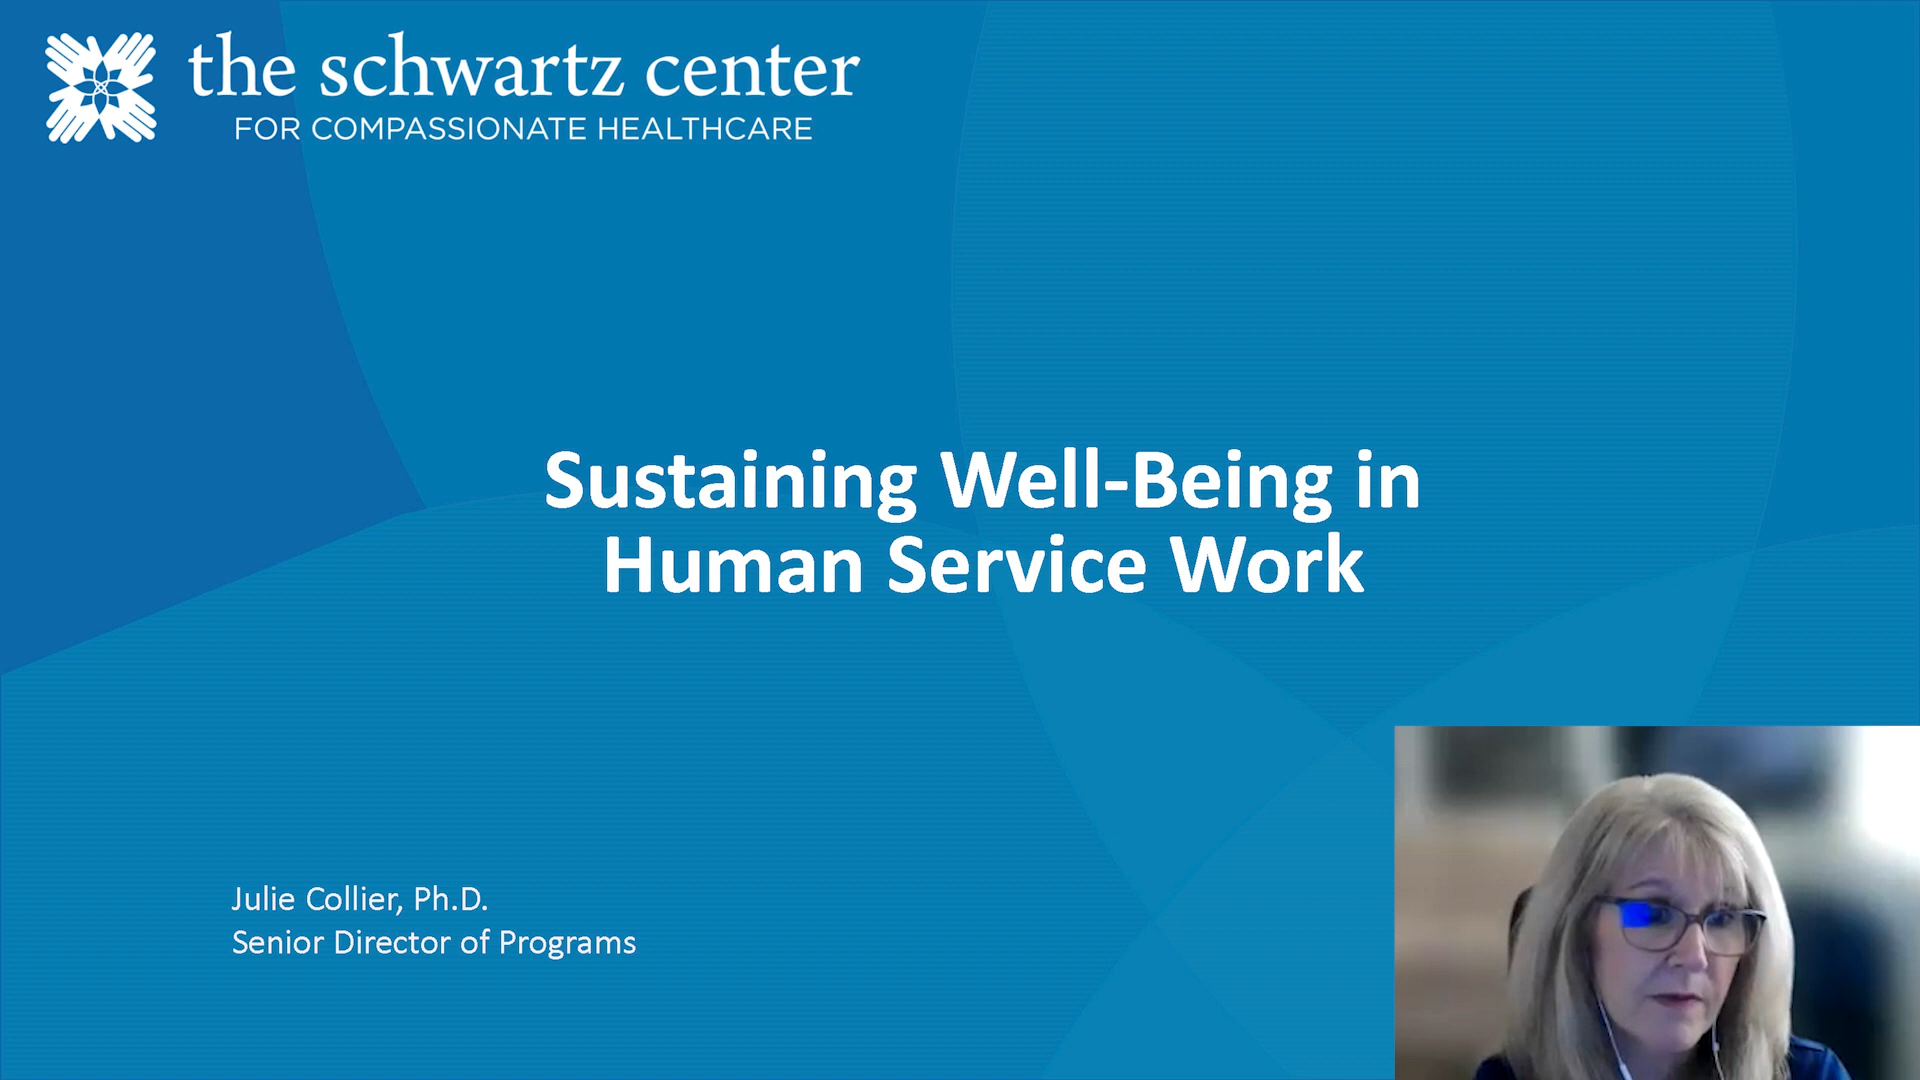 the schwartz center
FOR COMPASSIONATE HEALTHCARE
Sustaining Well-Being in
Human Service Work
Julie Collier, Ph.D.
Senior Director of Programs